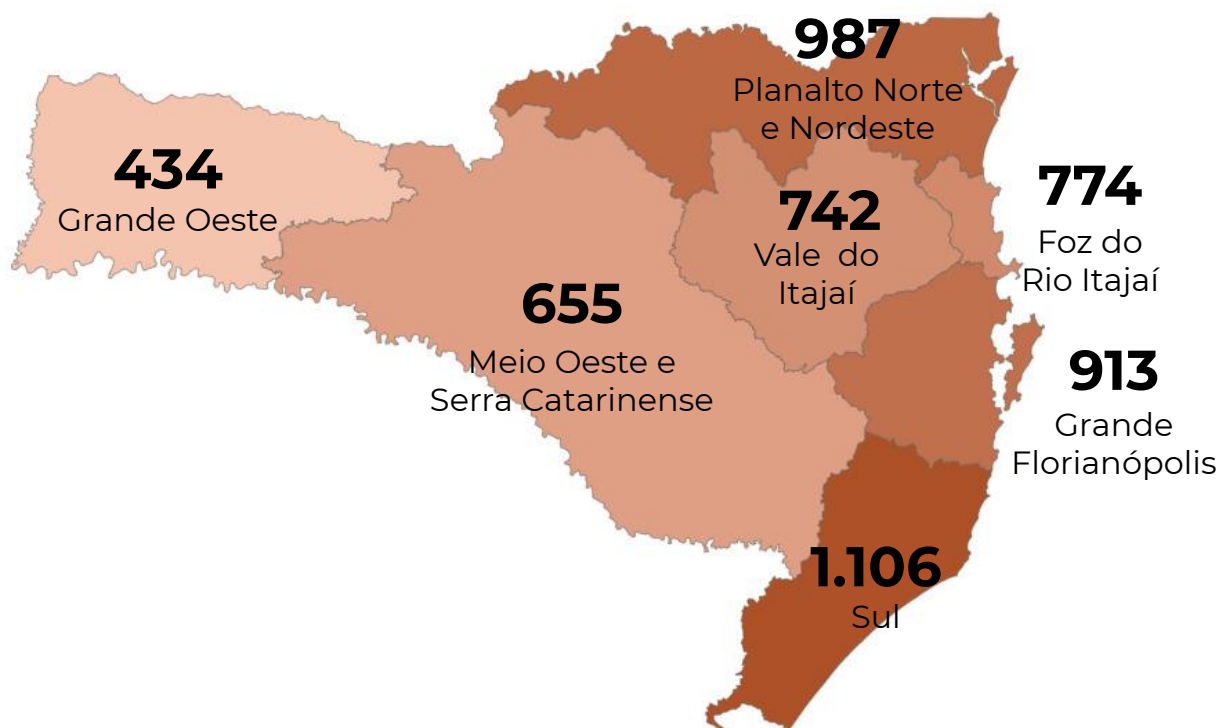 987
Planalto Norte
e Nordeste
434
Grande Oeste
774
Foz do
Rio Itajaí
742
Vale do
Itajaí
655
Meio Oeste e
Serra Catarinense
913
Grande
Florianópolis
1.106
Sul